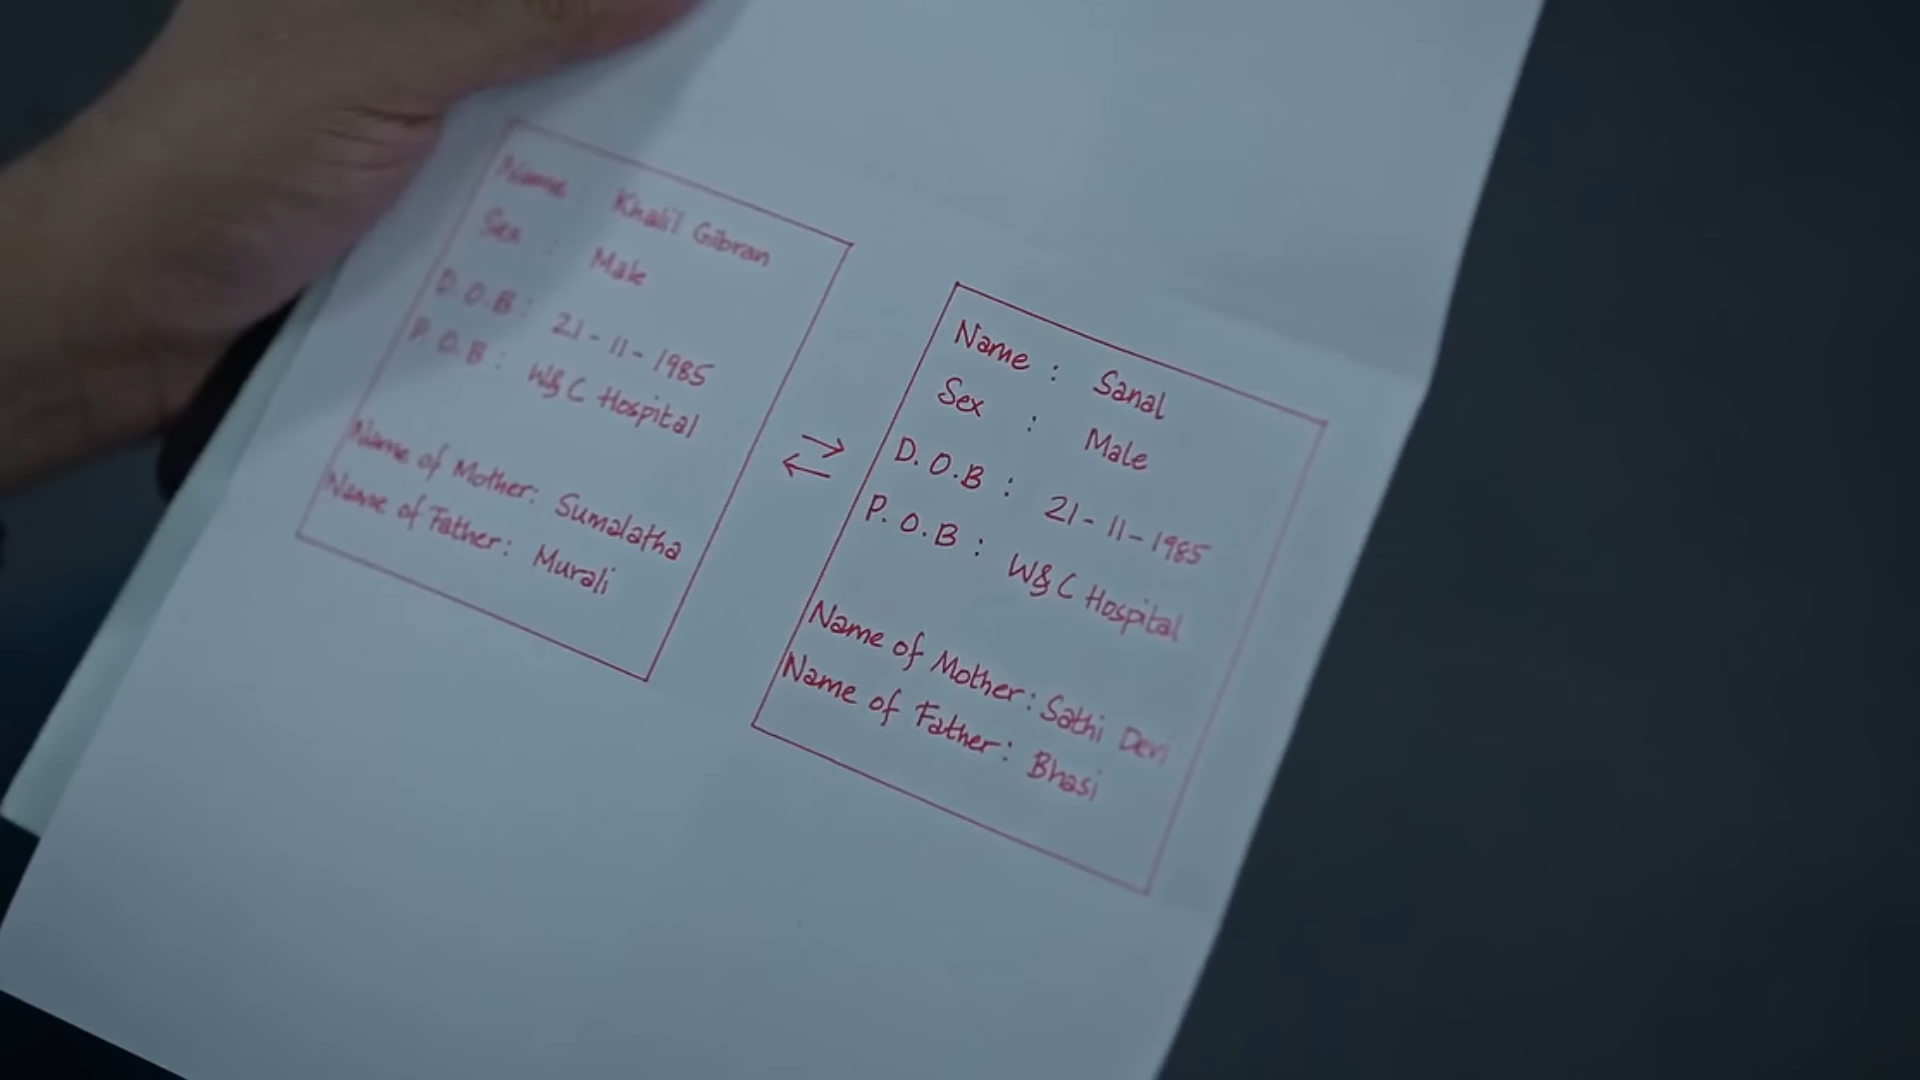 Name : Khalil Gibran
Sex : Male
D.O.B : 21-11-1985
P.O.B : W&C Hospital
Name of Mother: Sumalatha
Name of Father: Murali
⇄
Name : Sanal
Sex : Male
D.O.B : 21-11-1985
P.O.B : W&C Hospital
Name of Mother: Sathi Devi
Name of Father: Bhasi